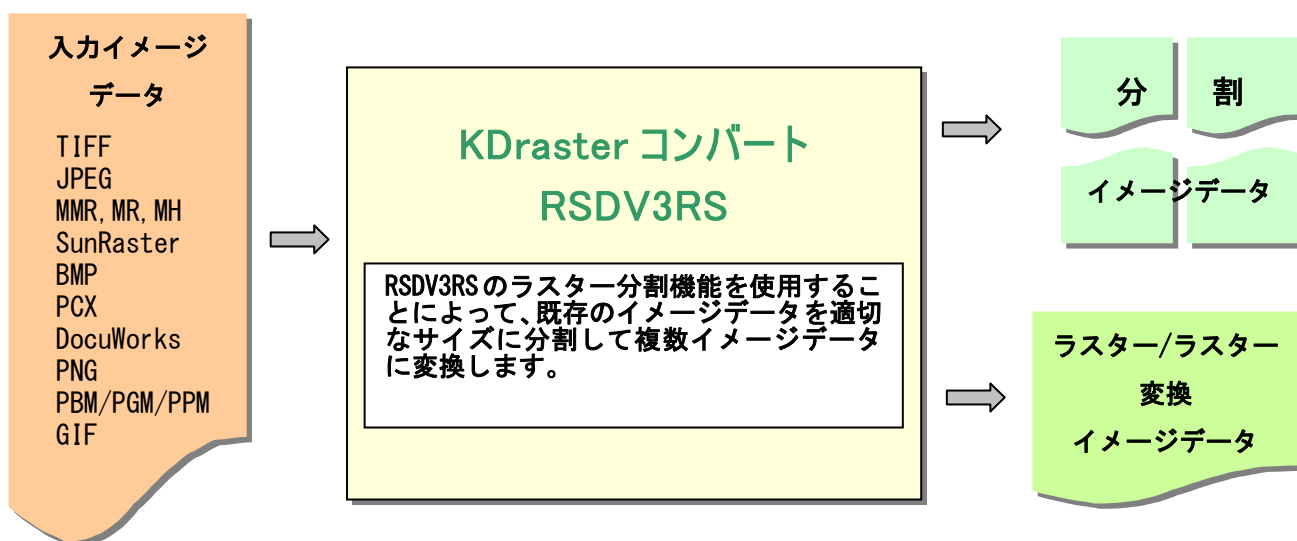 入力イメージ
データ
TIFF
JPEG
MMR, MR, MH
SunRaster
BMP
PCX
DocuWorks
PNG
PBM/PGM/PPM
GIF
KDraster コンバート
RSDV3RS
RSDV3RSのラスター分割機能を使用するこ
とによって、既存のイメージデータを適切
なサイズに分割して複数イメージデータ
に変換します。
分 割
イメージデータ
ラスター/ラスター
変換
イメージデータ